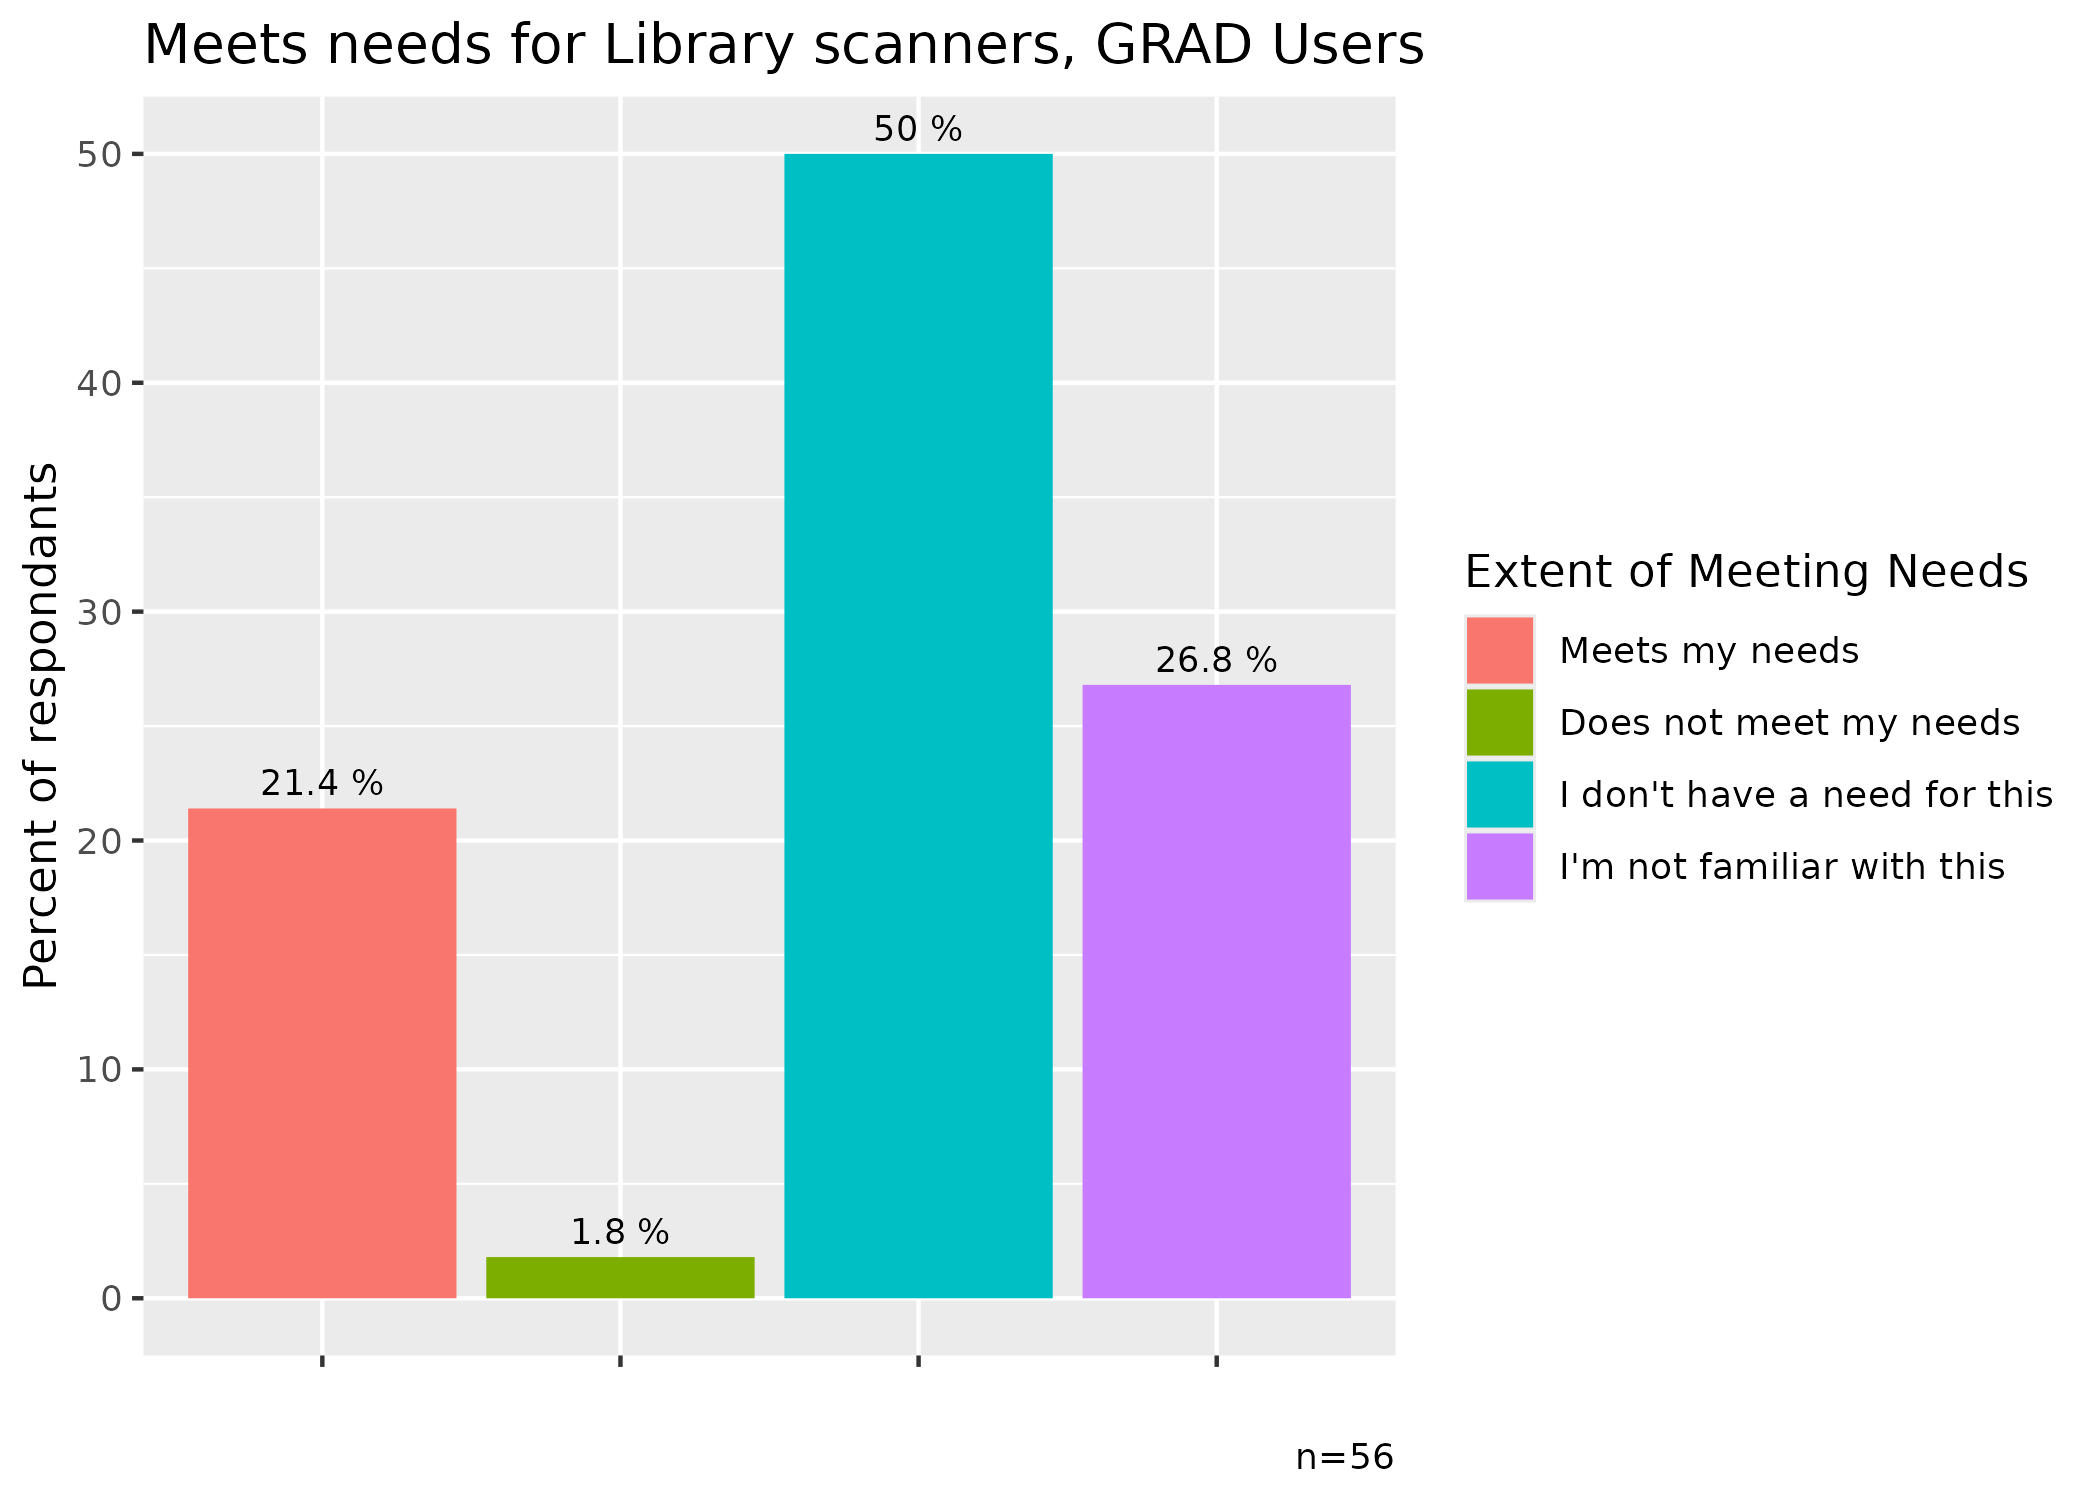 Meets needs for Library scanners, GRAD Users
Percent of respondants
50
40
30
20
10
0
21.4 %
1.8 %
50 %
26.8 %
Extent of Meeting Needs
Meets my needs
Does not meet my needs
I don't have a need for this
I'm not familiar with this
n=56